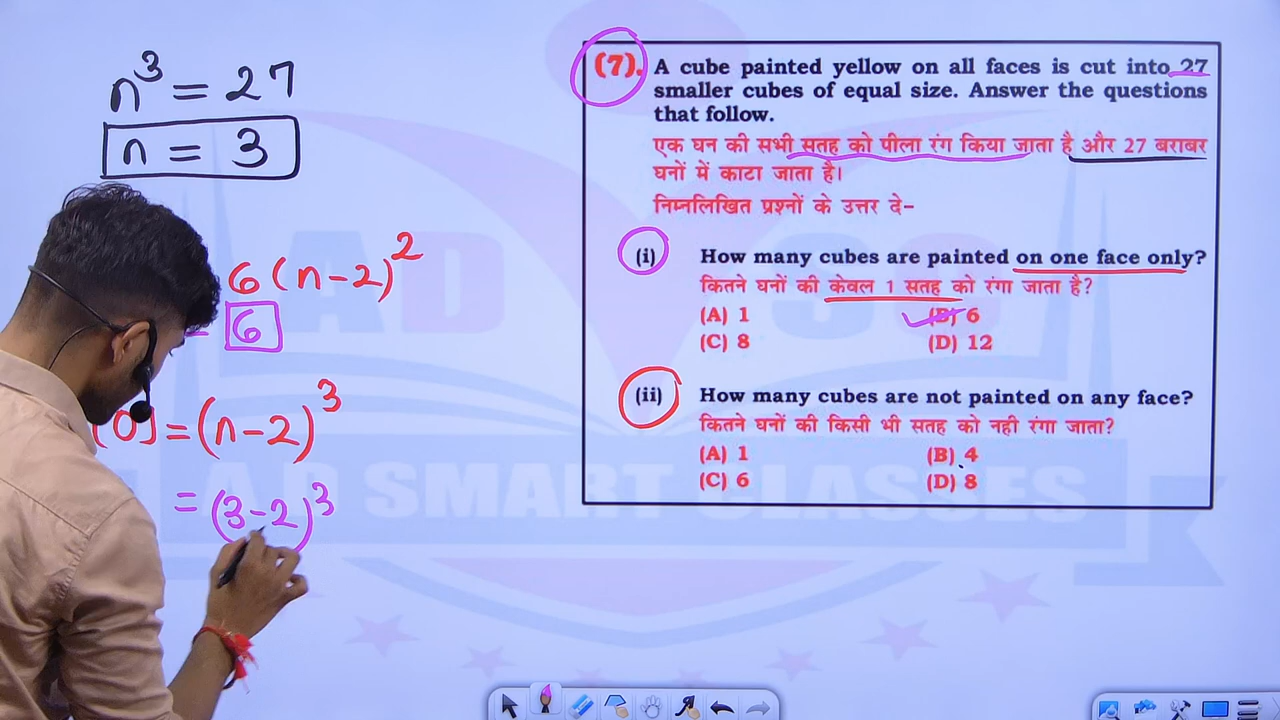 n³ = 27
n = 3
6(n-2)²
= 6
[0] = (n-2)³
= (3-2)³
(7). A cube painted yellow on all faces is cut into 27
smaller cubes of equal size. Answer the questions
that follow.
एक घन की सभी सतह को पीला रंग किया जाता है और 27 बराबर
घनों में काटा जाता है।
निम्नलिखित प्रश्नों के उत्तर दे-
(i) How many cubes are painted on one face only?
कितने घनों की केवल 1 सतह को रंगा जाता है?
(A) 1 (B) 6
(C) 8 (D) 12
(ii) How many cubes are not painted on any face?
कितने घनों की किसी भी सतह को नही रंगा जाता?
(A) 1 (B) 4
(C) 6 (D) 8
A D SMART CLASSES